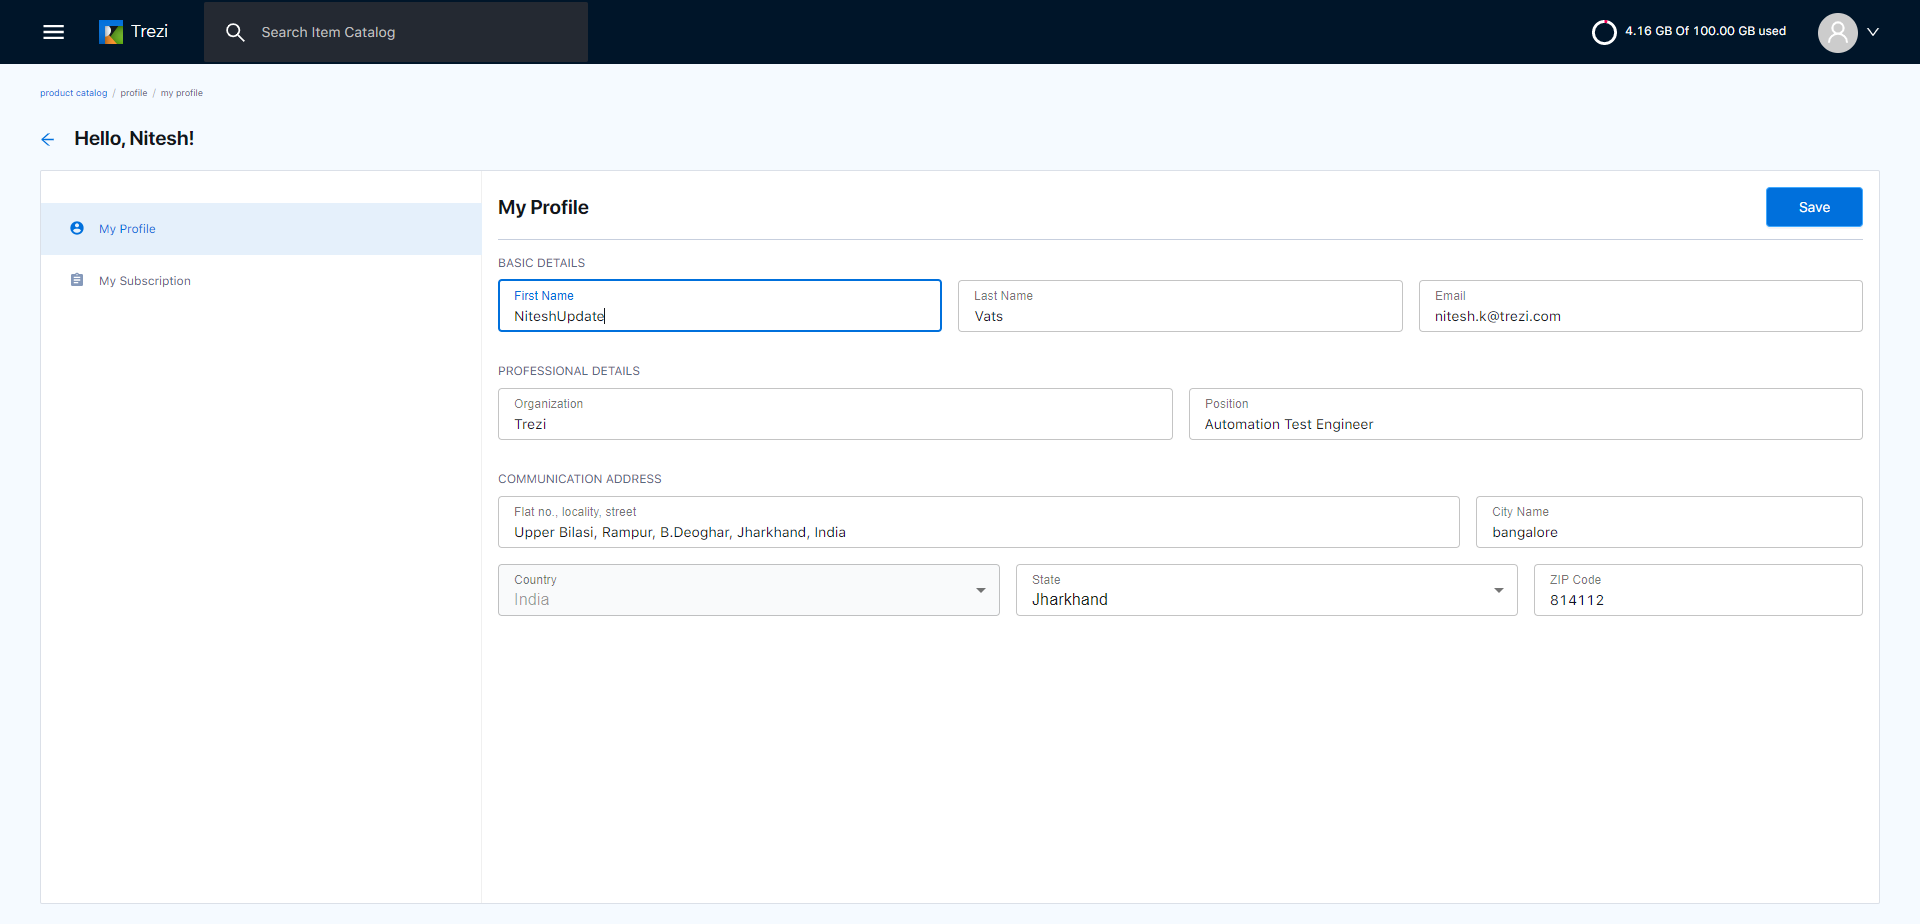 Trezi
Search Item Catalog
4.16 GB Of 100.00 GB used
product catalog / profile / my profile
Hello, Nitesh!
My Profile
My Subscription
My Profile
Save
BASIC DETAILS
First Name
NiteshUpdate
Last Name
Vats
Email
nitesh.k@trezi.com
PROFESSIONAL DETAILS
Organization
Trezi
Position
Automation Test Engineer
COMMUNICATION ADDRESS
Flat no., locality, street
Upper Bilasi, Rampur, B.Deoghar, Jharkhand, India
City Name
bangalore
Country
India
State
Jharkhand
ZIP Code
814112